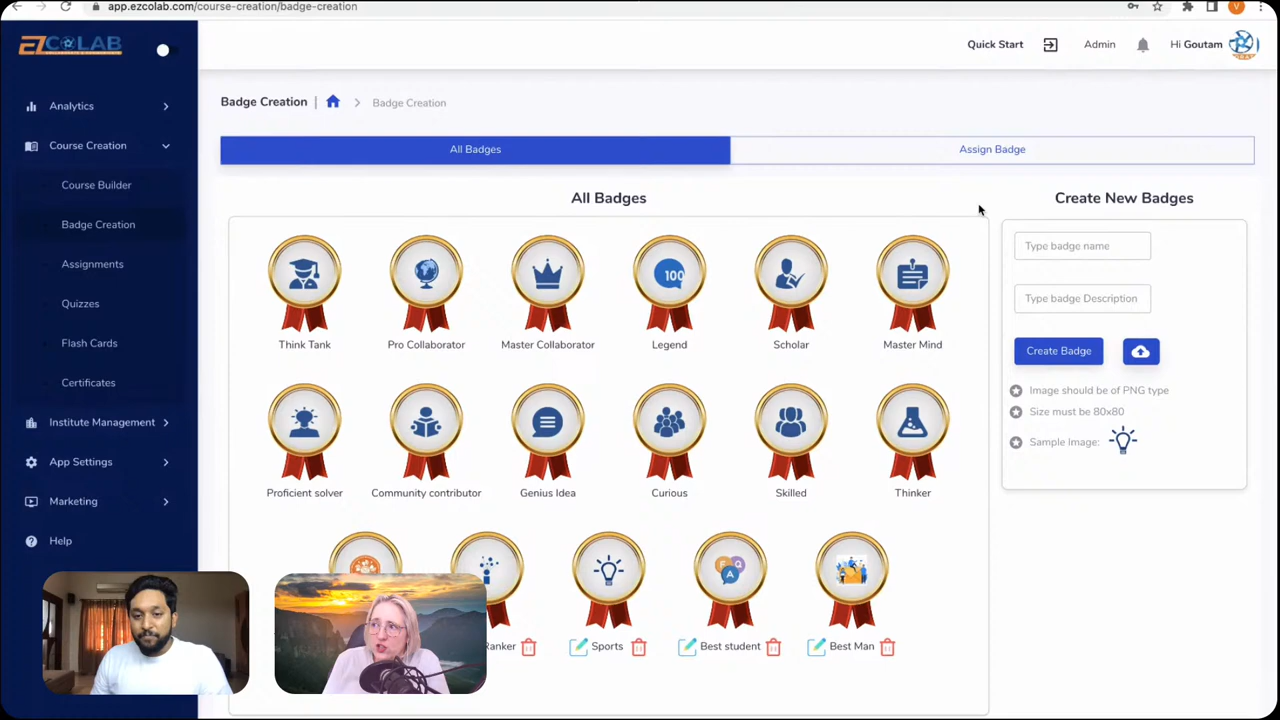 app.ezcolab.com/course-creation/badge-creation
EZCOLAB
Quick Start
Admin
Hi Goutam
V
Analytics
Course Creation
Course Builder
Badge Creation
Assignments
Quizzes
Flash Cards
Certificates
Institute Management
App Settings
Marketing
Help
Badge Creation | Badge Creation
All Badges
Assign Badge
All Badges
100
Think Tank
Pro Collaborator
Master Collaborator
Legend
Scholar
Master Mind
Proficient solver
Community contributor
Genius Idea
Curious
Skilled
Thinker
F Q A
Ranker
Sports
Best student
Best Man
Create New Badges
Type badge name
Type badge Description
Create Badge
Image should be of PNG type
Size must be 80x80
Sample Image: